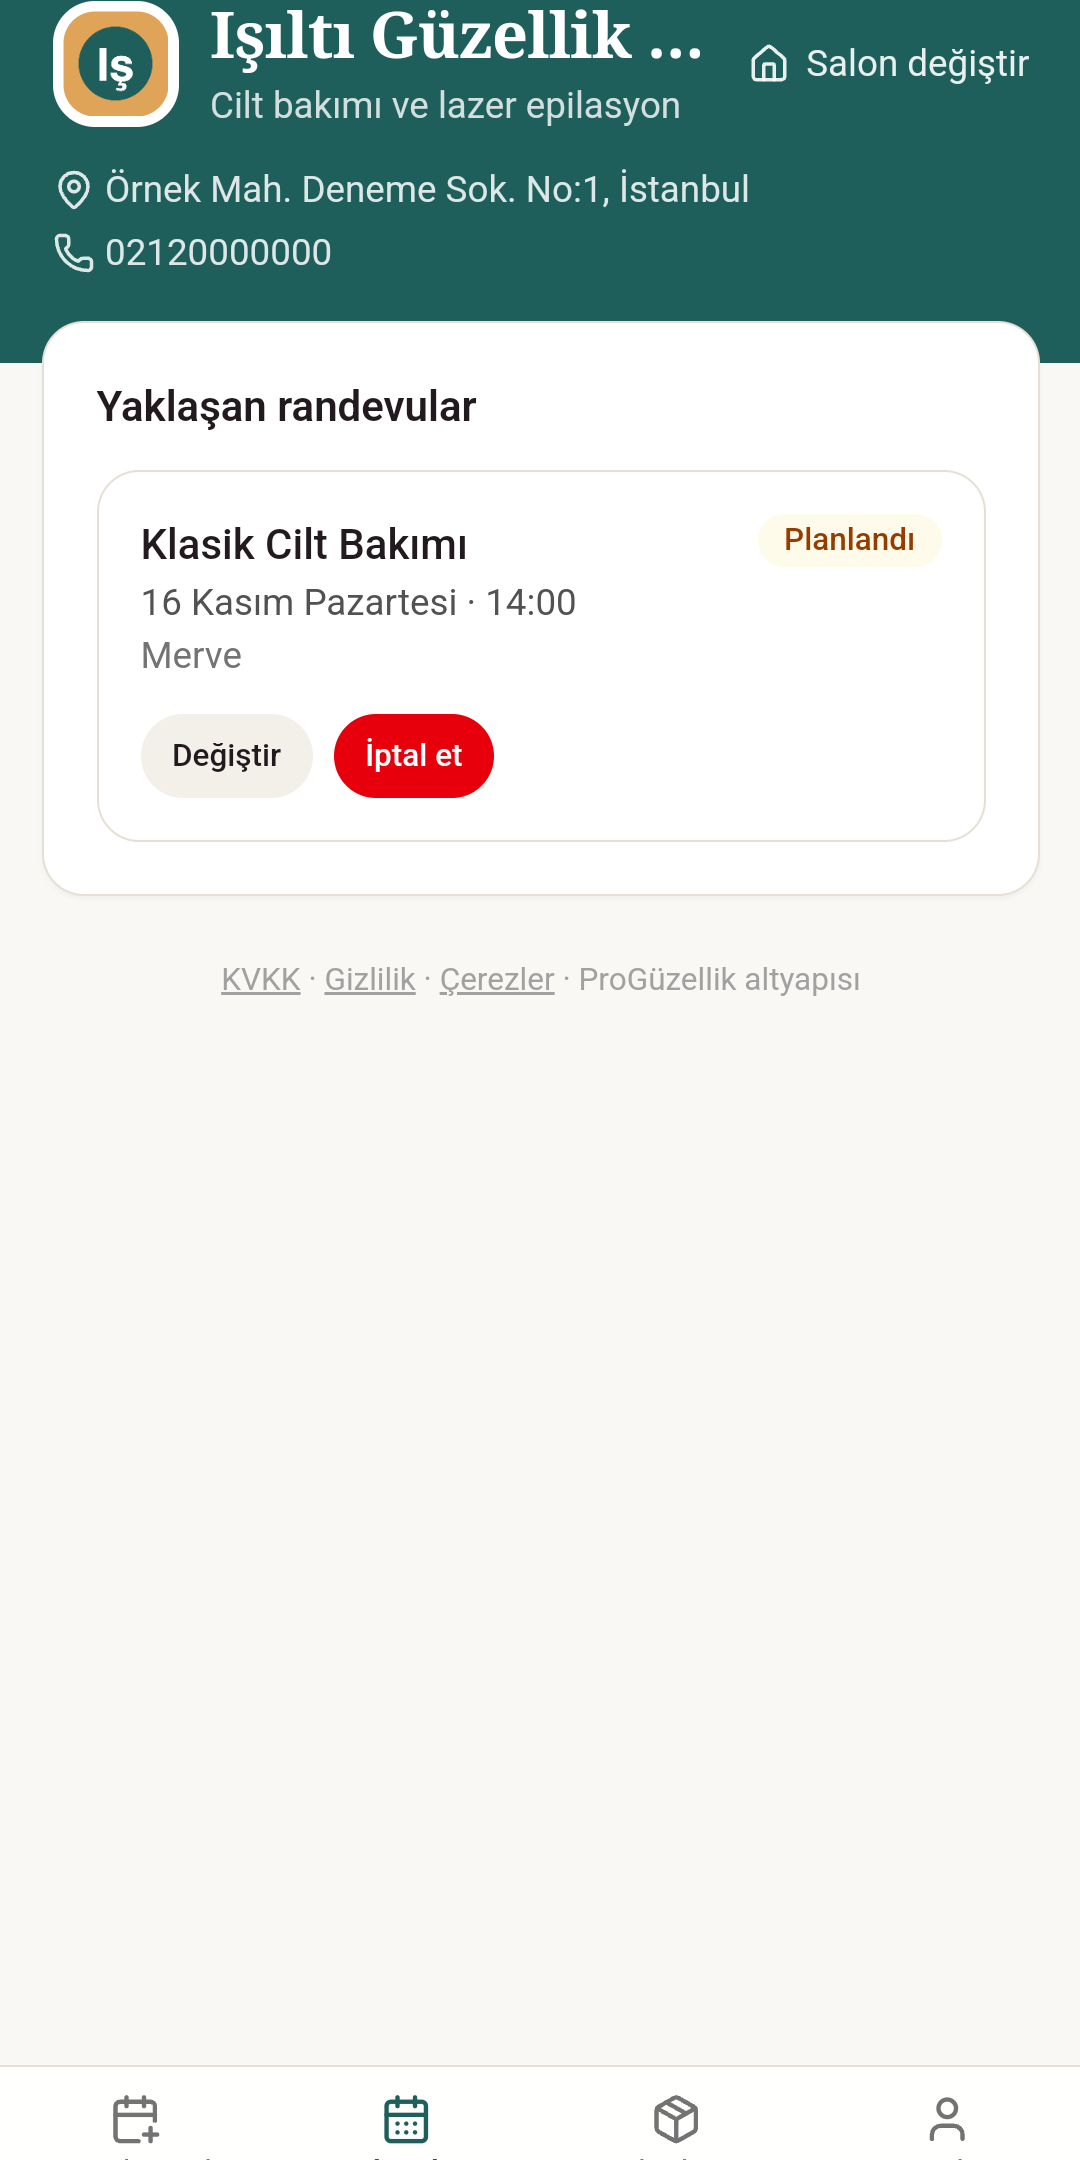 Iş
Işıltı Güzellik ...
Salon değiştir
Cilt bakımı ve lazer epilasyon
Örnek Mah. Deneme Sok. No:1, İstanbul
02120000000
Yaklaşan randevular
Klasik Cilt Bakımı
Planlandı
16 Kasım Pazartesi · 14:00
Merve
Değiştir
İptal et
KVKK · Gizlilik · Çerezler · ProGüzellik altyapısı